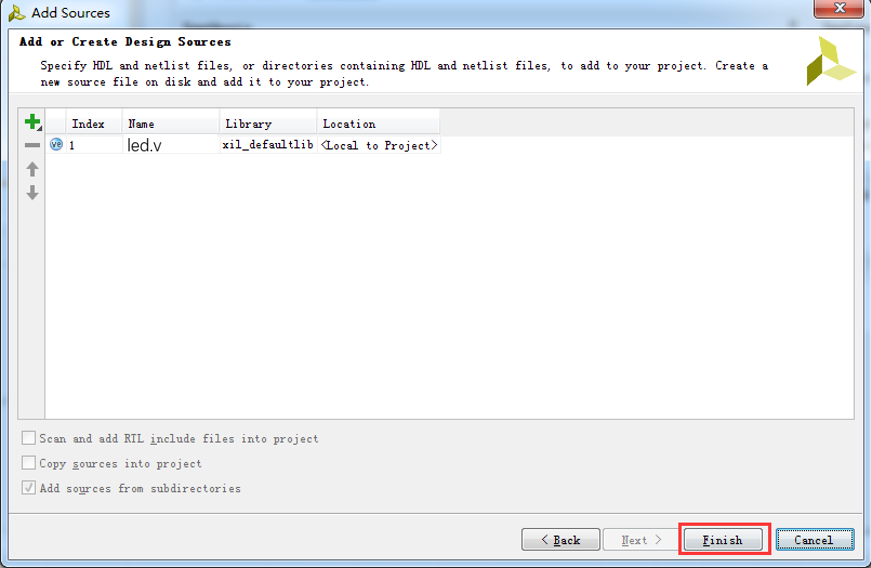 Add Sources
Add or Create Design Sources
Specify HDL and netlist files, or directories containing HDL and netlist files, to add to your project. Create a
new source file on disk and add it to your project.
Index Name Library Location
1 led.v xil_defaultlib <Local to Project>
Scan and add RTL include files into project
Copy sources into project
Add sources from subdirectories
< Back Next > Finish Cancel